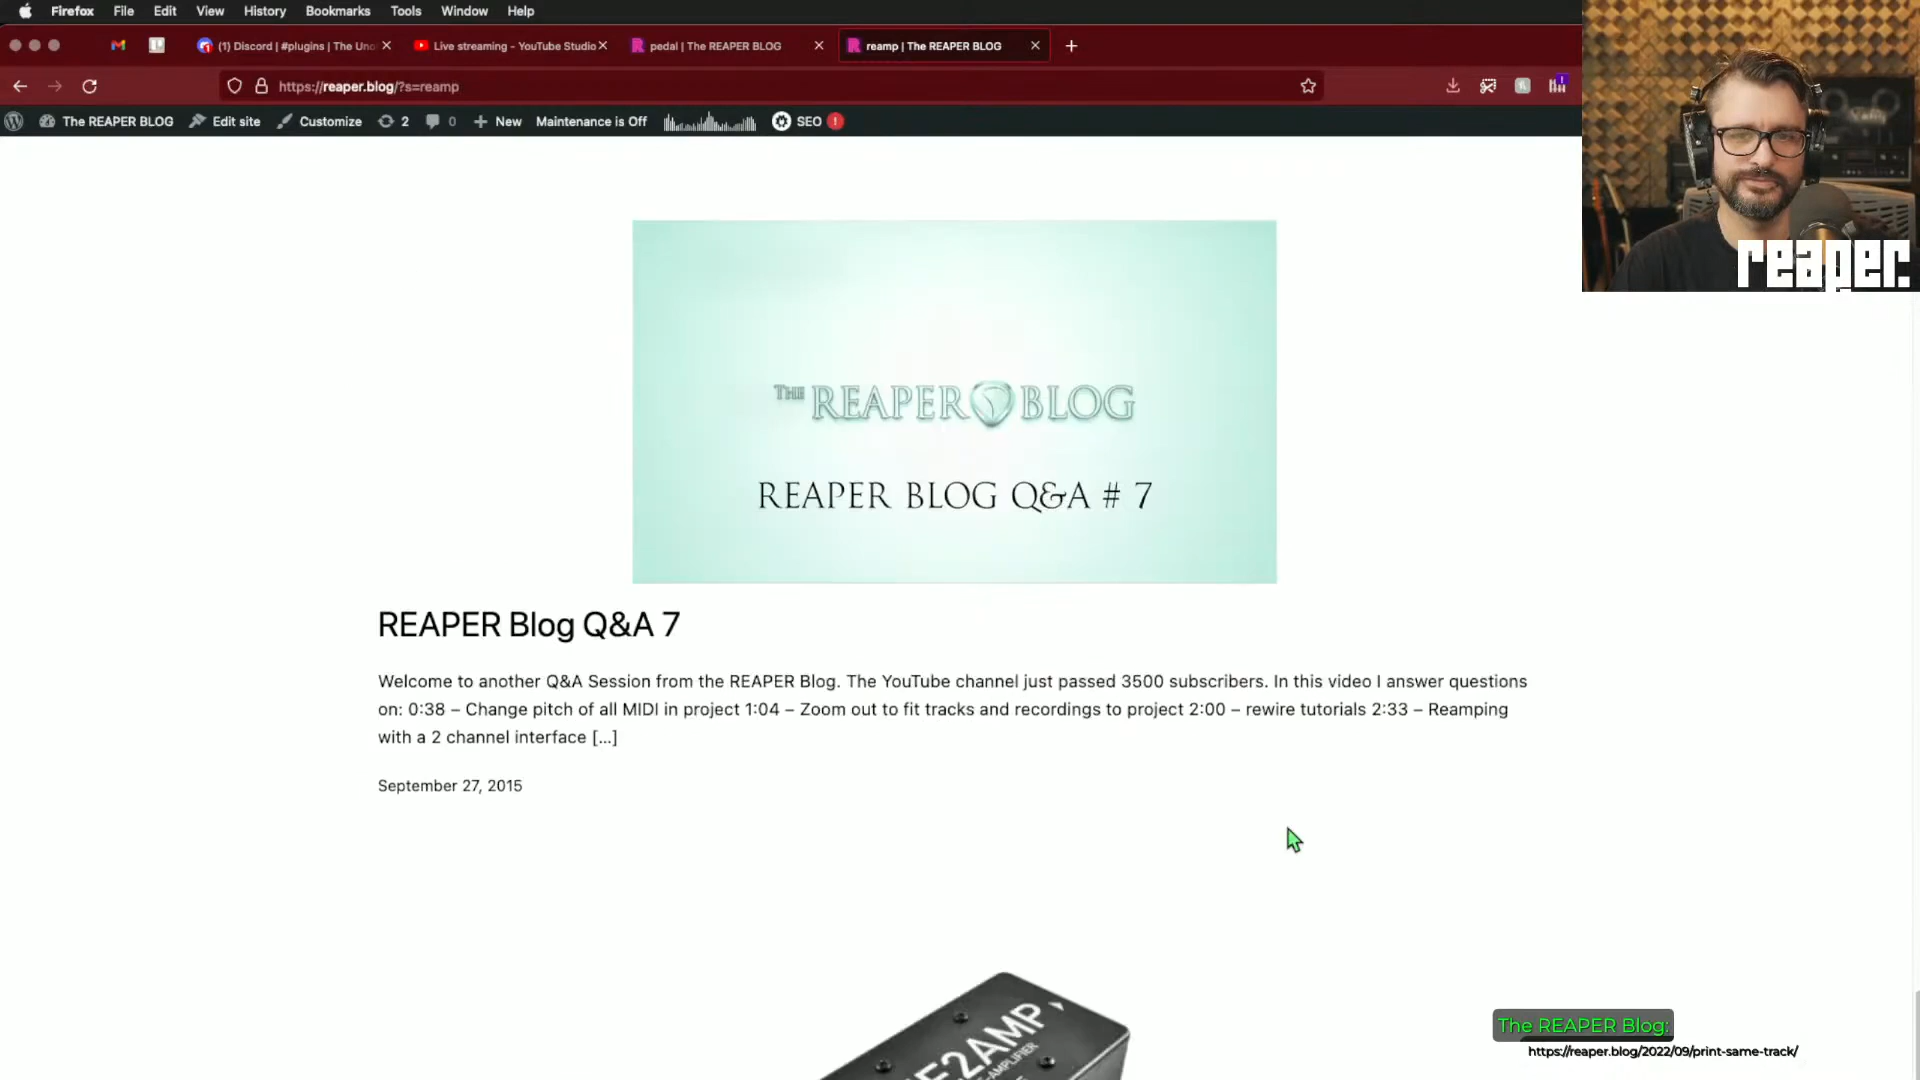 Firefox File Edit View History Bookmarks Tools Window Help
(1) Discord | #plugins | The Uno
Live streaming - YouTube Studio
pedal | The REAPER BLOG
reamp | The REAPER BLOG
https://reaper.blog/?s=reamp
The REAPER BLOG Edit site Customize 2 0 New Maintenance is Off SEO !
reaper.
THE REAPER BLOG
REAPER BLOG Q&A # 7
REAPER Blog Q&A 7
Welcome to another Q&A Session from the REAPER Blog. The YouTube channel just passed 3500 subscribers. In this video I answer questions
on: 0:38 – Change pitch of all MIDI in project 1:04 – Zoom out to fit tracks and recordings to project 2:00 – rewire tutorials 2:33 – Reamping
with a 2 channel interface […]
September 27, 2015
The REAPER Blog:
https://reaper.blog/2022/09/print-same-track/